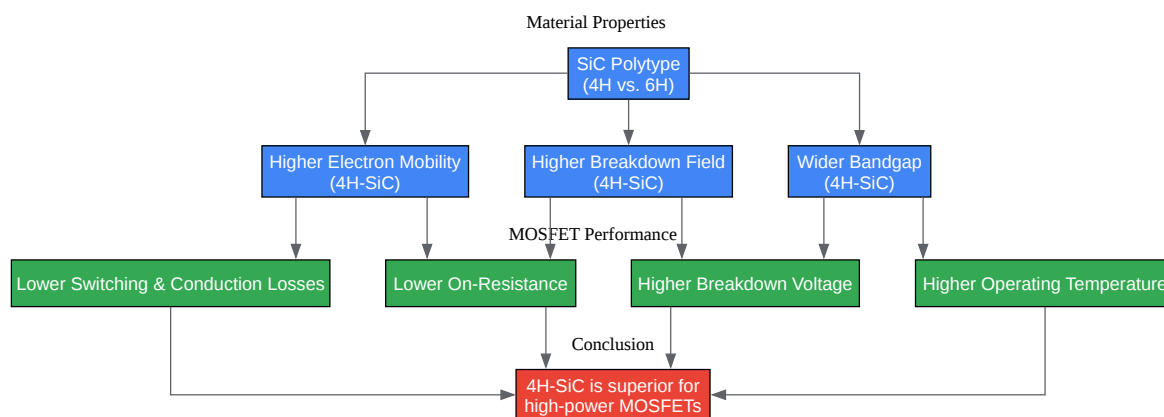 Material Properties
SiC Polytype
(4H vs. 6H)
Higher Electron Mobility
(4H-SiC)
Higher Breakdown Field
(4H-SiC)
Wider Bandgap
(4H-SiC)
MOSFET Performance
Lower Switching & Conduction Losses
Lower On-Resistance
Higher Breakdown Voltage
Higher Operating Temperature
Conclusion
4H-SiC is superior for
high-power MOSFETs